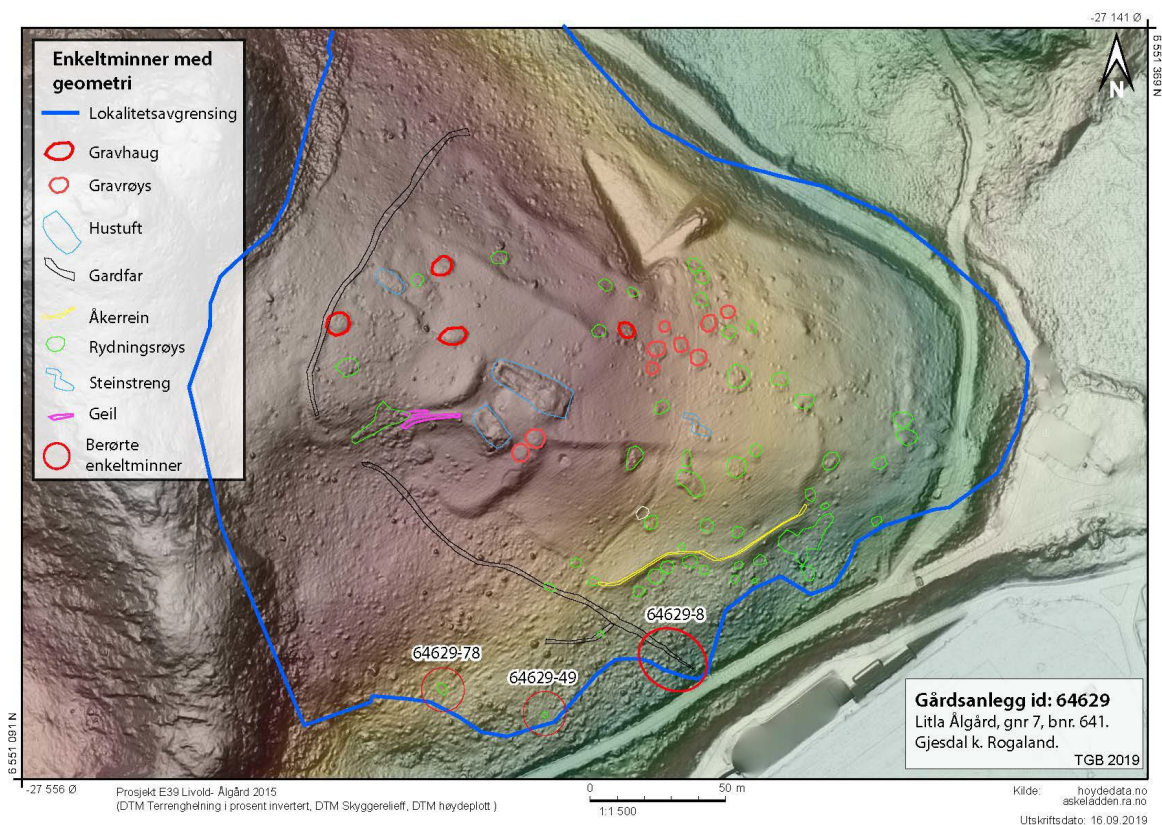 -27 141 Ø
6 551 369 N
N
Enkeltminner med
geometri
Lokalitetsavgrensing
Gravhaug
Gravrøys
Hustuft
Gardfar
Åkerrein
Rydningsrøys
Steinstreng
Geil
Berørte
enkeltminner
64629-8
64629-78
64629-49
Gårdsanlegg id: 64629
Litla Ålgård, gnr 7, bnr. 641.
Gjesdal k. Rogaland.
TGB 2019
6 551 091 N
-27 556 Ø
Prosjekt E39 Livold- Ålgård 2015
(DTM Terrenghelning i prosent invertert, DTM Skyggerelieff, DTM høydeplott )
0 50 m
1:1 500
Kilde: hoydedata.no
askeladden.ra.no
Utskriftsdato: 16.09.2019